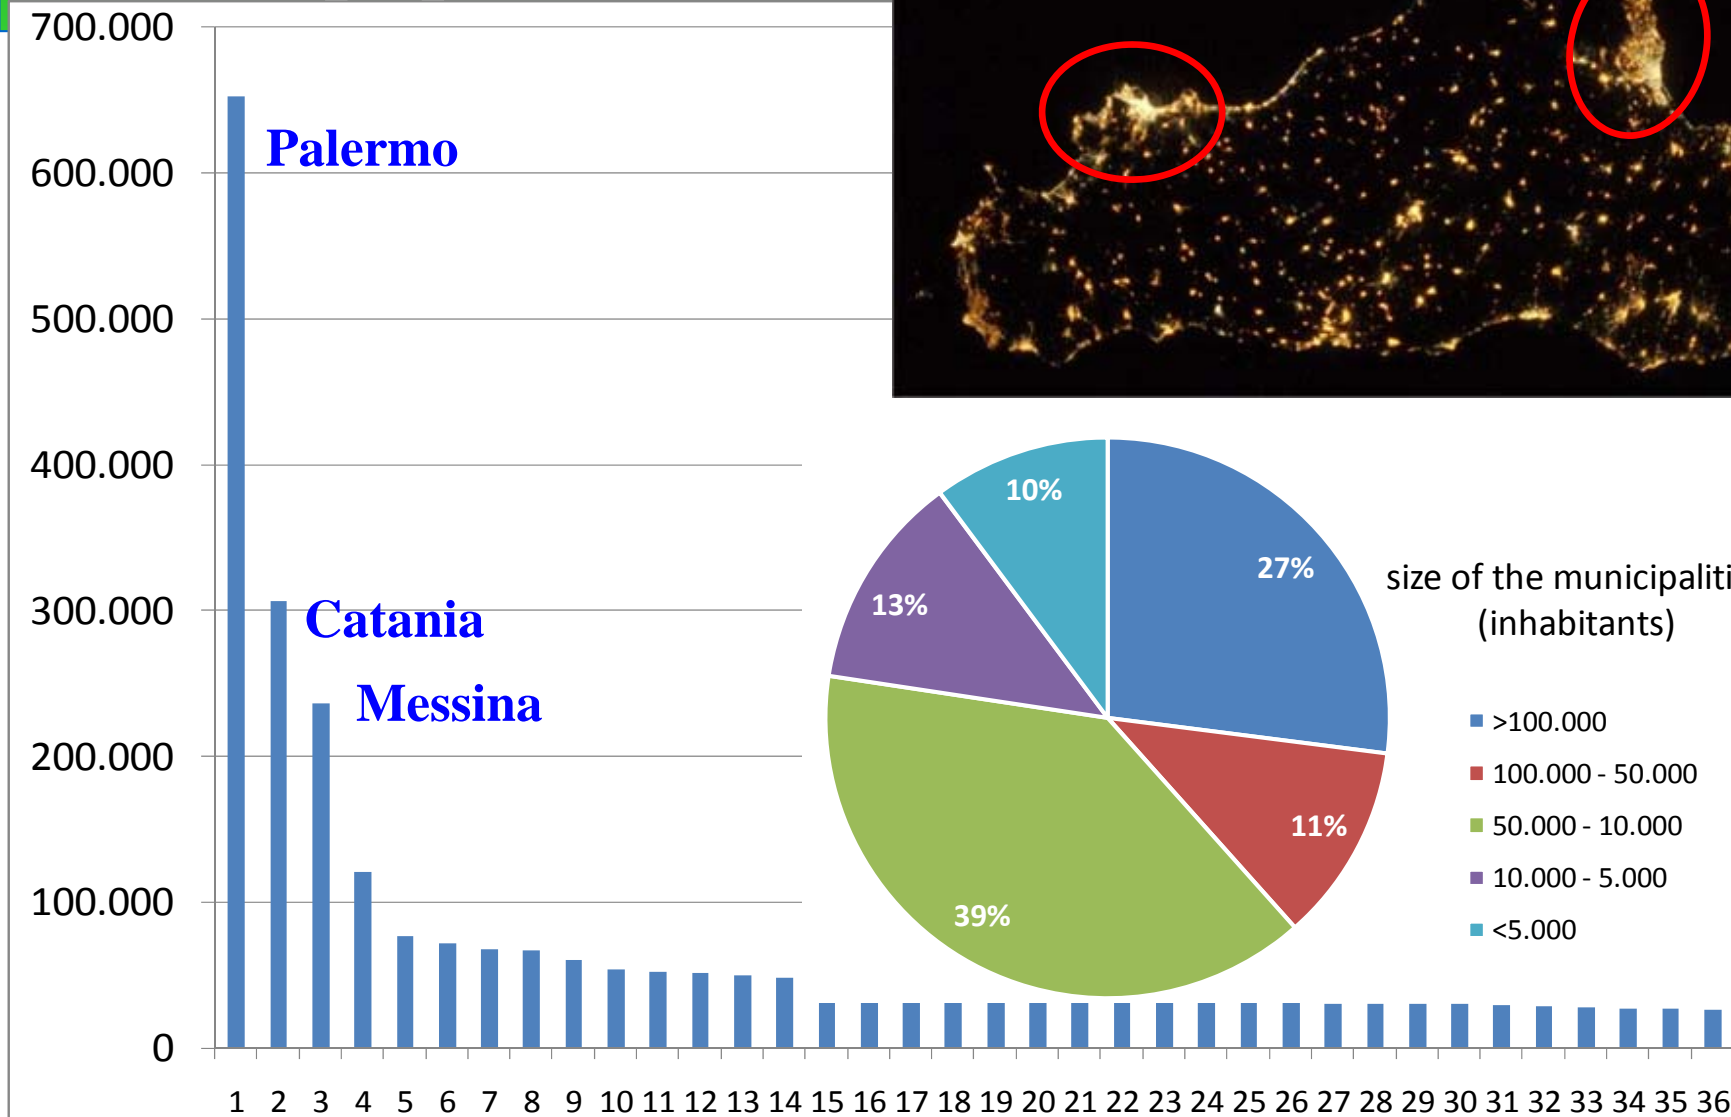 700.000
600.000
500.000
400.000
300.000
200.000
100.000
0
Palermo
Catania
Messina
10%
27%
13%
11%
39%
size of the municipaliti
(inhabitants)
>100.000
100.000 - 50.000
50.000 - 10.000
10.000 - 5.000
<5.000
1 2 3 4 5 6 7 8 9 10 11 12 13 14 15 16 17 18 19 20 21 22 23 24 25 26 27 28 29 30 31 32 33 34 35 36